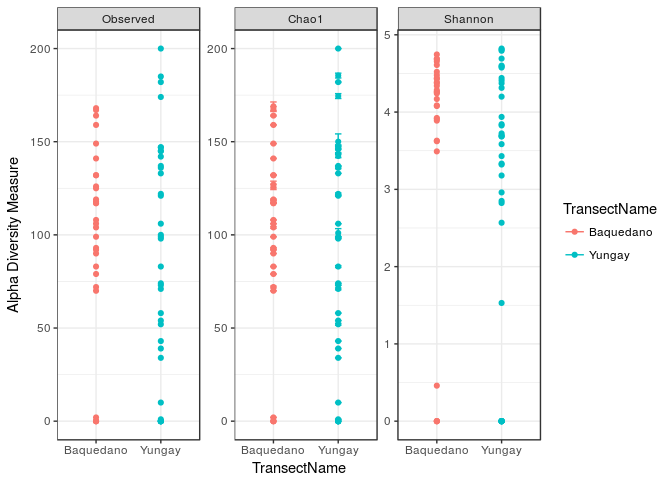 Observed
Chao1
Shannon
Alpha Diversity Measure
200
150
100
50
0
200
150
100
50
0
5
4
3
2
1
0
Baquedano Yungay
Baquedano Yungay
Baquedano Yungay
TransectName
TransectName
Baquedano
Yungay